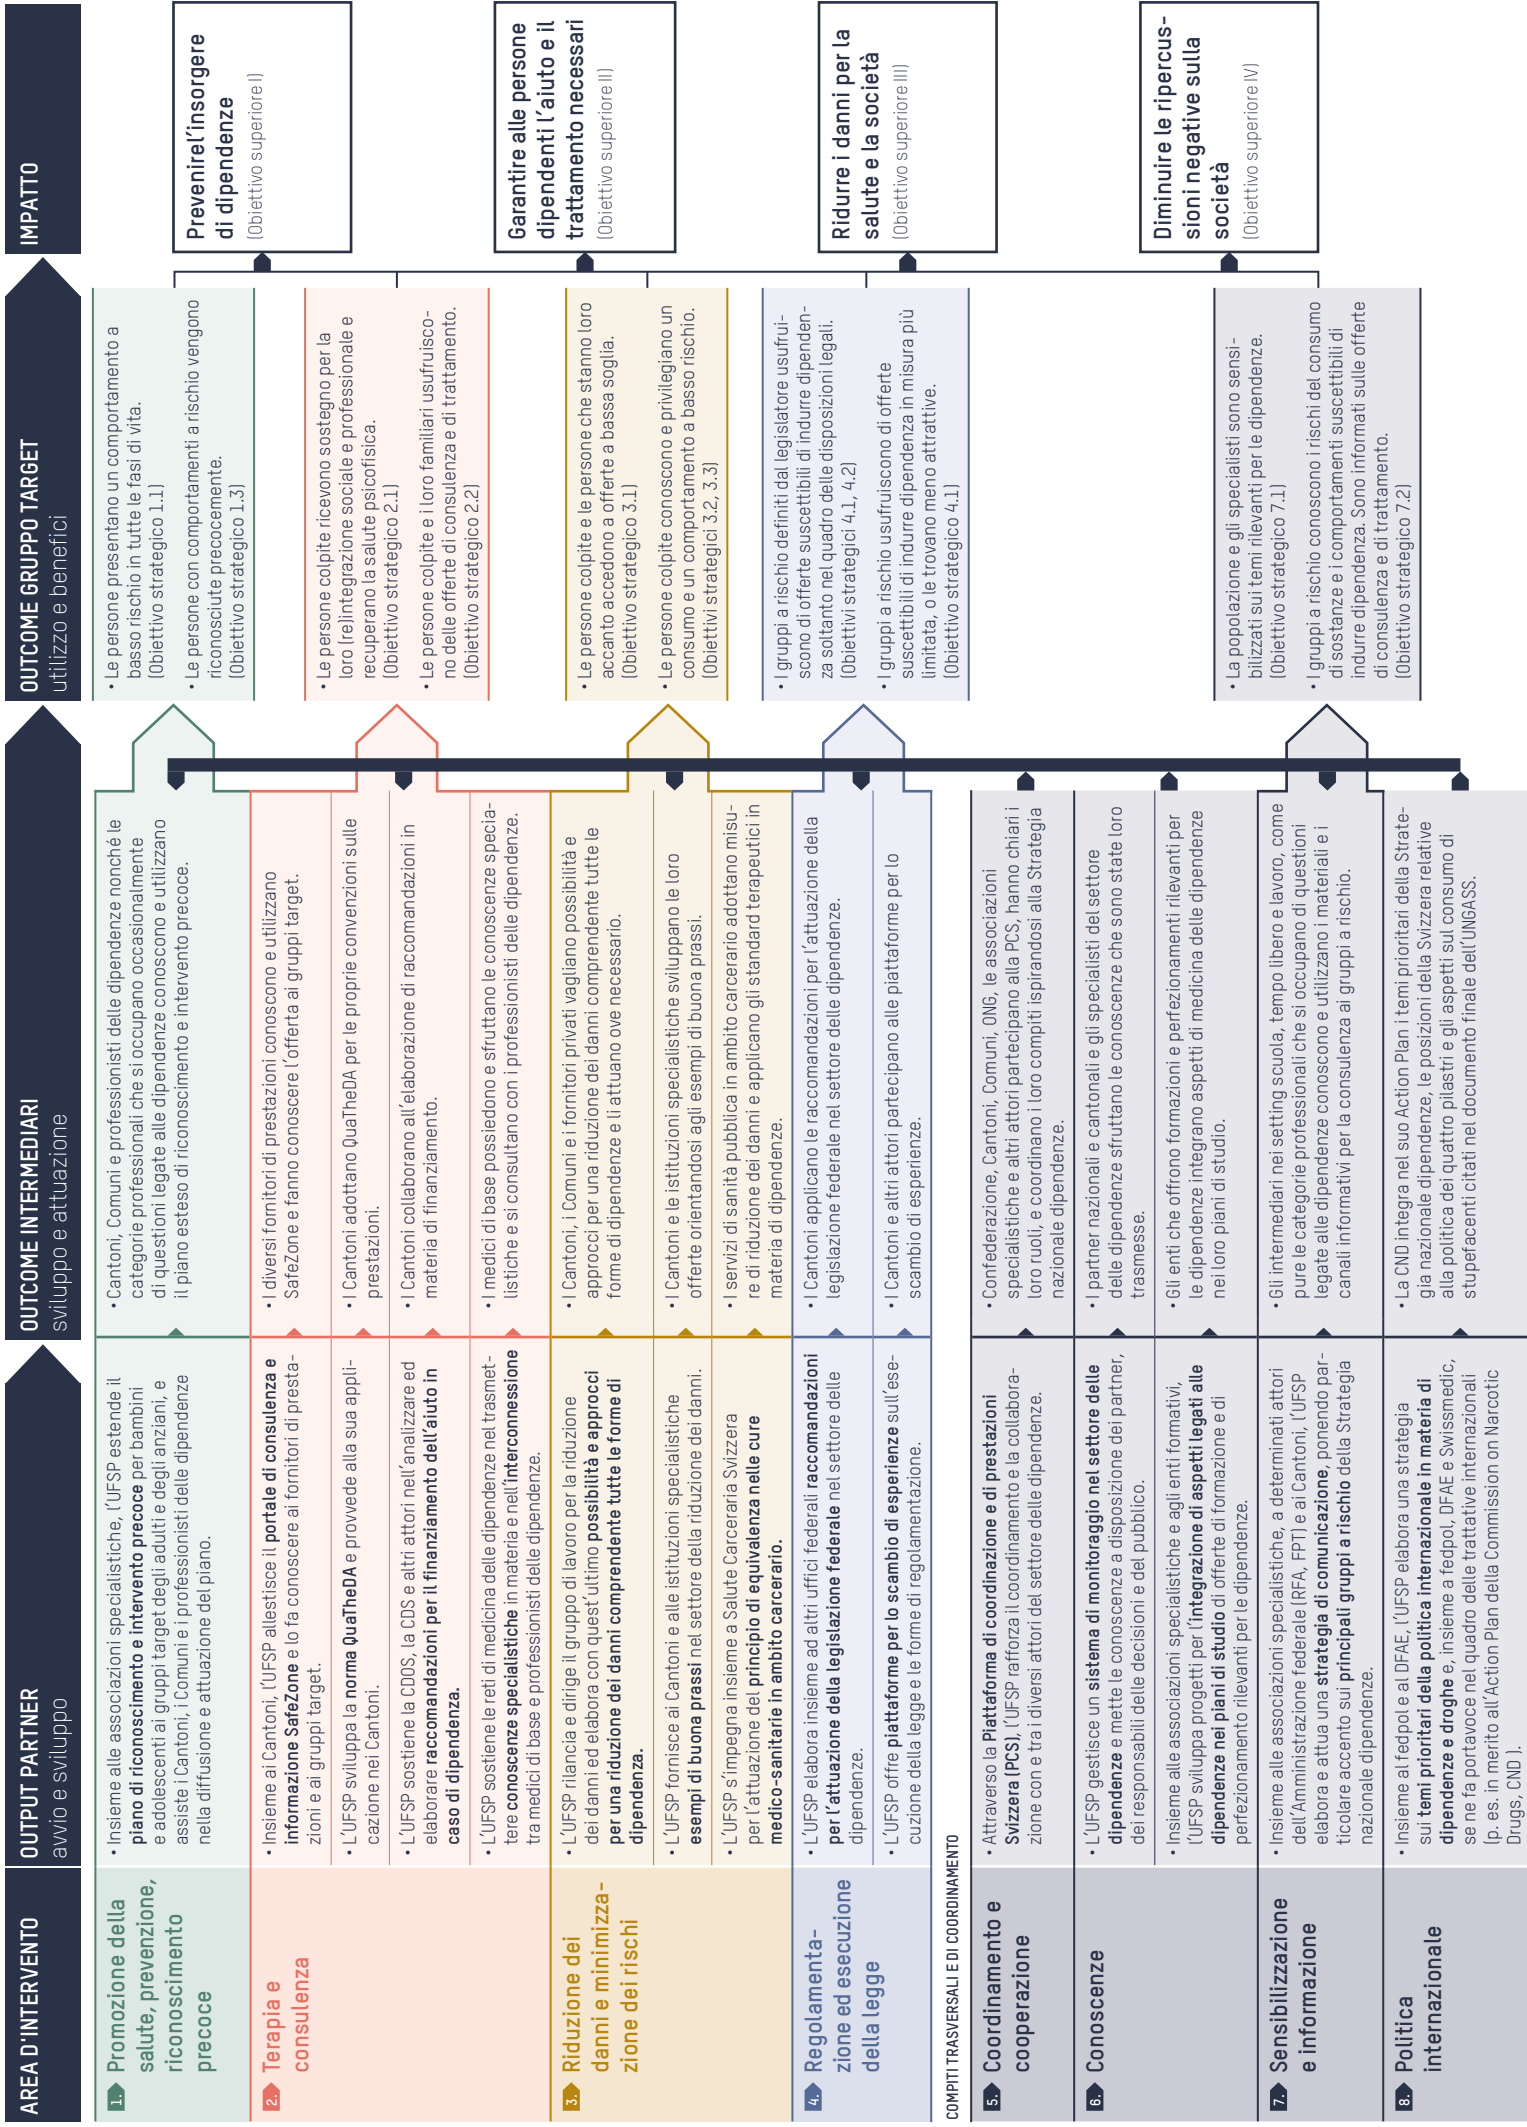 AREA D'INTERVENTO
OUTPUT PARTNER
avvio e sviluppo
OUTCOME INTERMEDIARI
sviluppo e attuazione
OUTCOME GRUPPO TARGET
utilizzo e benefici
IMPATTO
1.
Promozione della
salute, prevenzione,
riconoscimento
precoce
• Insieme alle associazioni specialistiche, l'UFSP estende il
piano di riconoscimento e intervento precoce per bambini
e adolescenti ai gruppi target degli adulti e degli anziani, e
assiste i Cantoni, i Comuni e i professionisti delle dipendenze
nella diffusione e attuazione del piano.
• Cantoni, Comuni e professionisti delle dipendenze nonché le
categorie professionali che si occupano occasionalmente
di questioni legate alle dipendenze conoscono e utilizzano
il piano esteso di riconoscimento e intervento precoce.
• Le persone presentano un comportamento a
basso rischio in tutte le fasi di vita.
(Obiettivo strategico 1.1)
• Le persone con comportamenti a rischio vengono
riconosciute precocemente.
(Obiettivo strategico 1.3)
2.
Terapia e
consulenza
• Insieme ai Cantoni, l'UFSP allestisce il portale di consulenza e
informazione SafeZone e lo fa conoscere ai fornitori di presta-
zioni e ai gruppi target.
• I diversi fornitori di prestazioni conoscono e utilizzano
SafeZone e fanno conoscere l'offerta ai gruppi target.
• L'UFSP sviluppa la norma QuaTheDA e provvede alla sua appli-
cazione nei Cantoni.
• I Cantoni adottano QuaTheDA per le proprie convenzioni sulle
prestazioni.
• L'UFSP sostiene la CDOS, la CDS e altri attori nell'analizzare ed
elaborare raccomandazioni per il finanziamento dell'aiuto in
caso di dipendenza.
• I Cantoni collaborano all'elaborazione di raccomandazioni in
materia di finanziamento.
• L'UFSP sostiene le reti di medicina delle dipendenze nel trasmet-
tere conoscenze specialistiche in materia e nell'interconnessione
tra medici di base e professionisti delle dipendenze.
• I medici di base possiedono e sfruttano le conoscenze specia-
listiche e si consultano con i professionisti delle dipendenze.
• Le persone colpite ricevono sostegno per la
loro (re)integrazione sociale e professionale e
recuperano la salute psicofisica.
(Obiettivo strategico 2.1)
• Le persone colpite e i loro familiari usufruisco-
no delle offerte di consulenza e di trattamento.
(Obiettivo strategico 2.2)
3.
Riduzione dei
danni e minimizza-
zione dei rischi
• L'UFSP rilancia e dirige il gruppo di lavoro per la riduzione
dei danni ed elabora con quest'ultimo possibilità e approcci
per una riduzione dei danni comprendente tutte le forme di
dipendenza.
• I Cantoni, i Comuni e i fornitori privati vagliano possibilità e
approcci per una riduzione dei danni comprendente tutte le
forme di dipendenze e li attuano ove necessario.
• L'UFSP fornisce ai Cantoni e alle istituzioni specialistiche
esempi di buona prassi nel settore della riduzione dei danni.
• I Cantoni e le istituzioni specialistiche sviluppano le loro
offerte orientandosi agli esempi di buona prassi.
• L'UFSP s'impegna insieme a Salute Carceraria Svizzera
per l'attuazione del principio di equivalenza nelle cure
medico-sanitarie in ambito carcerario.
• I servizi di sanità pubblica in ambito carcerario adottano misu-
re di riduzione dei danni e applicano gli standard terapeutici in
materia di dipendenze.
• Le persone colpite e le persone che stanno loro
accanto accedono a offerte a bassa soglia.
(Obiettivo strategico 3.1)
• Le persone colpite conoscono e privilegiano un
consumo e un comportamento a basso rischio.
(Obiettivi strategici 3.2, 3.3)
4.
Regolamenta-
zione ed esecuzione
della legge
• L'UFSP elabora insieme ad altri uffici federali raccomandazioni
per l'attuazione della legislazione federale nel settore delle
dipendenze.
• I Cantoni applicano le raccomandazioni per l'attuazione della
legislazione federale nel settore delle dipendenze.
• L'UFSP offre piattaforme per lo scambio di esperienze sull'ese-
cuzione della legge e le forme di regolamentazione.
• I Cantoni e altri attori partecipano alle piattaforme per lo
scambio di esperienze.
• I gruppi a rischio definiti dal legislatore usufrui-
scono di offerte suscettibili di indurre dipenden-
za soltanto nel quadro delle disposizioni legali.
(Obiettivi strategici 4.1, 4.2)
• I gruppi a rischio usufruiscono di offerte
suscettibili di indurre dipendenza in misura più
limitata, o le trovano meno attrattive.
(Obiettivo strategico 4.1)
COMPITI TRASVERSALI E DI COORDINAMENTO
5.
Coordinamento e
cooperazione
• Attraverso la Piattaforma di coordinazione e di prestazioni
Svizzera (PCS), l'UFSP rafforza il coordinamento e la collabora-
zione con e tra i diversi attori del settore delle dipendenze.
• Confederazione, Cantoni, Comuni, ONG, le associazioni
specialistiche e altri attori partecipano alla PCS, hanno chiari i
loro ruoli, e coordinano i loro compiti ispirandosi alla Strategia
nazionale dipendenze.
6.
Conoscenze
• L'UFSP gestisce un sistema di monitoraggio nel settore delle
dipendenze e mette le conoscenze a disposizione dei partner,
dei responsabili delle decisioni e del pubblico.
• I partner nazionali e cantonali e gli specialisti del settore
delle dipendenze sfruttano le conoscenze che sono state loro
trasmesse.
• Insieme alle associazioni specialistiche e agli enti formativi,
l'UFSP sviluppa progetti per l'integrazione di aspetti legati alle
dipendenze nei piani di studio di offerte di formazione e di
perfezionamento rilevanti per le dipendenze.
• Gli enti che offrono formazioni e perfezionamenti rilevanti per
le dipendenze integrano aspetti di medicina delle dipendenze
nei loro piani di studio.
7.
Sensibilizzazione
e informazione
• Insieme alle associazioni specialistiche, a determinati attori
dell'Amministrazione federale (RFA, FPT) e ai Cantoni, l'UFSP
elabora e attua una strategia di comunicazione, ponendo par-
ticolare accento sui principali gruppi a rischio della Strategia
nazionale dipendenze.
• Gli intermediari nei setting scuola, tempo libero e lavoro, come
pure le categorie professionali che si occupano di questioni
legate alle dipendenze conoscono e utilizzano i materiali e i
canali informativi per la consulenza ai gruppi a rischio.
• La popolazione e gli specialisti sono sensi-
bilizzati sui temi rilevanti per le dipendenze.
(Obiettivo strategico 7.1)
• I gruppi a rischio conoscono i rischi del consumo
di sostanze e i comportamenti suscettibili di
indurre dipendenza. Sono informati sulle offerte
di consulenza e di trattamento.
(Obiettivo strategico 7.2)
8.
Politica
internazionale
• Insieme al fedpol e al DFAE, l'UFSP elabora una strategia
sui temi prioritari della politica internazionale in materia di
dipendenze e droghe e, insieme a fedpol, DFAE e Swissmedic,
se ne fa portavoce nel quadro delle trattative internazionali
(p. es. in merito all'Action Plan della Commission on Narcotic
Drugs, CND ).
• La CND integra nel suo Action Plan i temi prioritari della Strate-
gia nazionale dipendenze, le posizioni della Svizzera relative
alla politica dei quattro pilastri e gli aspetti sul consumo di
stupefacenti citati nel documento finale dell'UNGASS.
Prevenire l'insorgere
di dipendenze
(Obiettivo superiore I)
Garantire alle persone
dipendenti l'aiuto e il
trattamento necessari
(Obiettivo superiore II)
Ridurre i danni per la
salute e la società
(Obiettivo superiore III)
Diminuire le ripercus-
sioni negative sulla
società
(Obiettivo superiore IV)